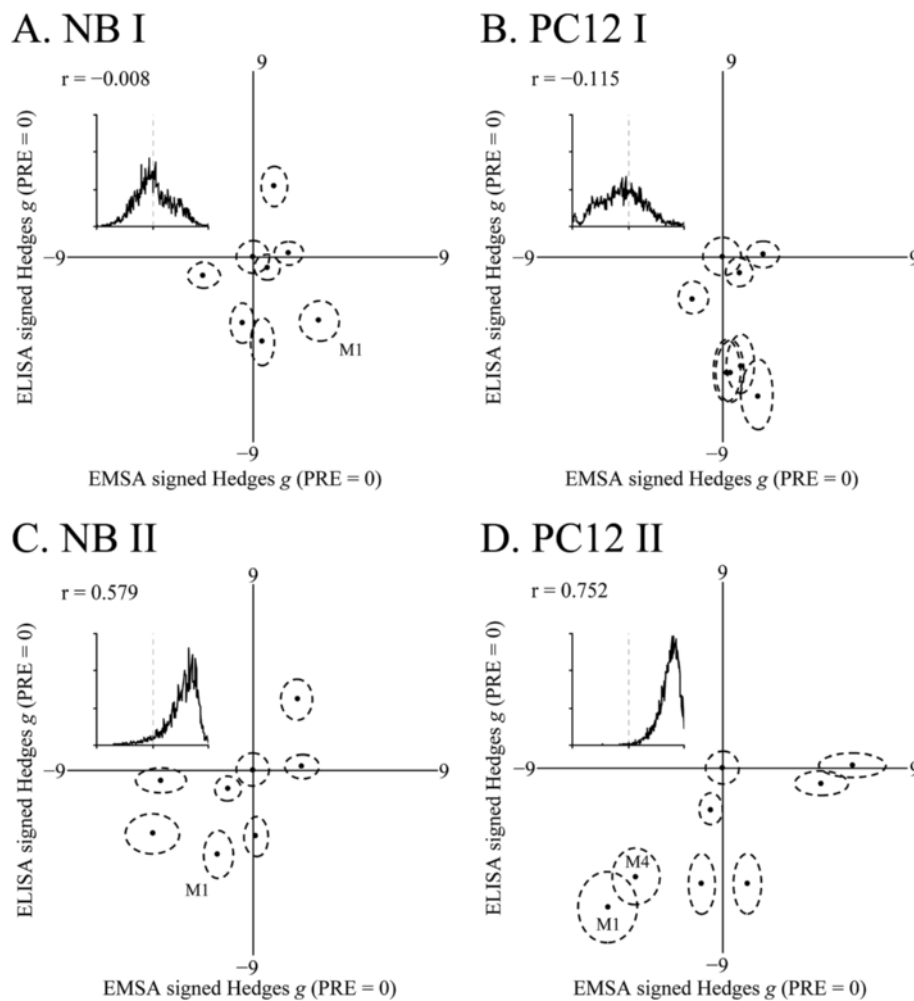 A. NB I
9
r = −0.008
ELISA signed Hedges g (PRE = 0)
−9
9
M1
−9
EMSA signed Hedges g (PRE = 0)
B. PC12 I
9
r = −0.115
ELISA signed Hedges g (PRE = 0)
−9
9
−9
EMSA signed Hedges g (PRE = 0)
C. NB II
9
r = 0.579
ELISA signed Hedges g (PRE = 0)
−9
9
M1
−9
EMSA signed Hedges g (PRE = 0)
D. PC12 II
9
r = 0.752
ELISA signed Hedges g (PRE = 0)
−9
9
M4
M1
−9
EMSA signed Hedges g (PRE = 0)